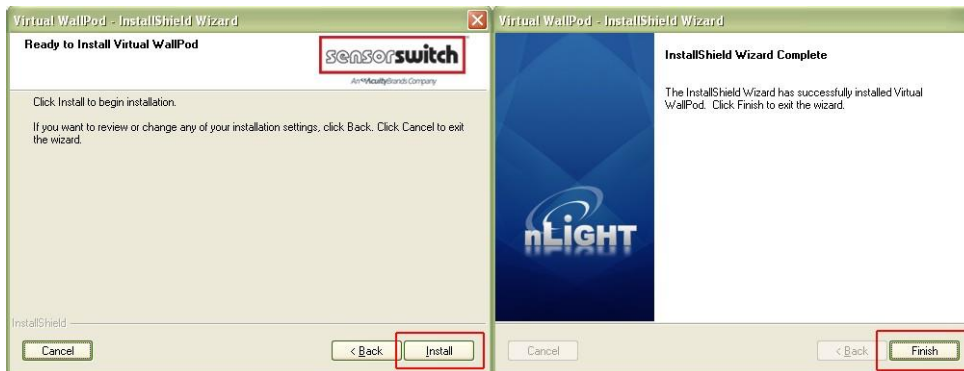 Virtual WallPod - InstallShield Wizard
Ready to Install Virtual WallPod
sensorswitch
An AcuityBrands Company
Click Install to begin installation.
If you want to review or change any of your installation settings, click Back. Click Cancel to exit
the wizard.
InstallShield
Cancel
< Back
Install
Virtual WallPod - InstallShield Wizard
nLIGHT
InstallShield Wizard Complete
The InstallShield Wizard has successfully installed Virtual
WallPod. Click Finish to exit the wizard.
Cancel
< Back
Finish